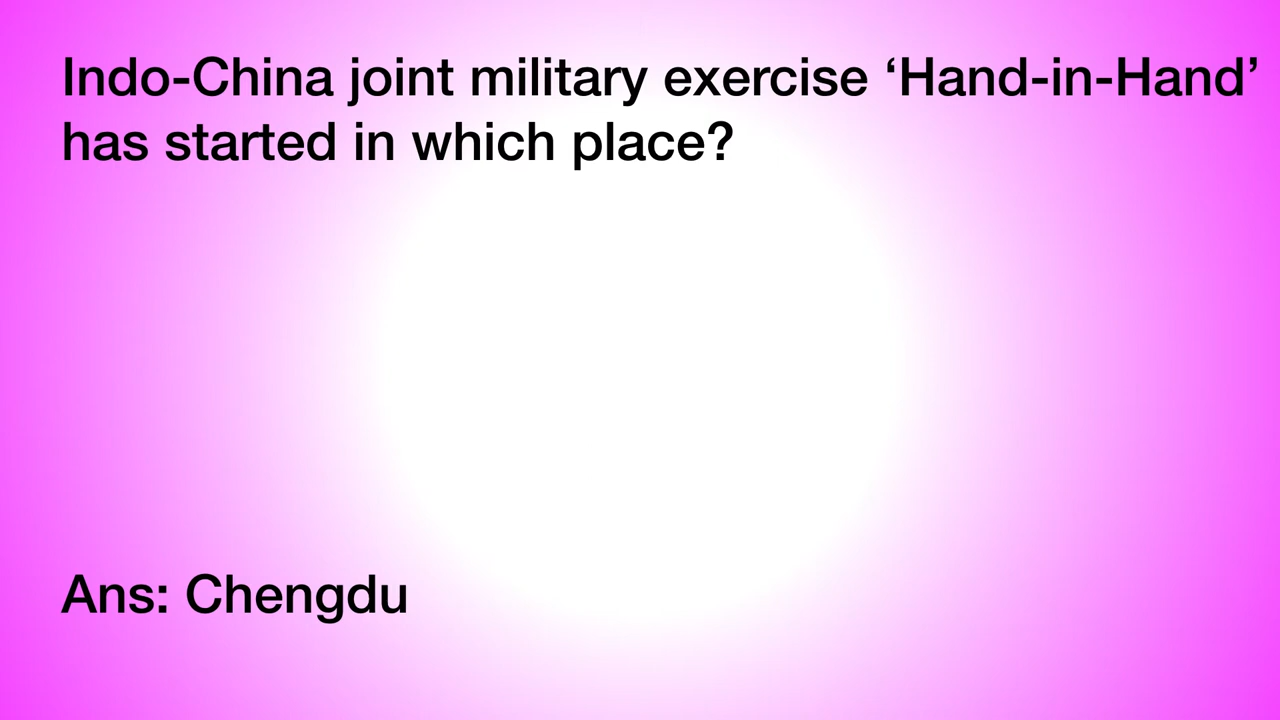 Indo-China joint military exercise ‘Hand-in-Hand’
has started in which place?
Ans: Chengdu